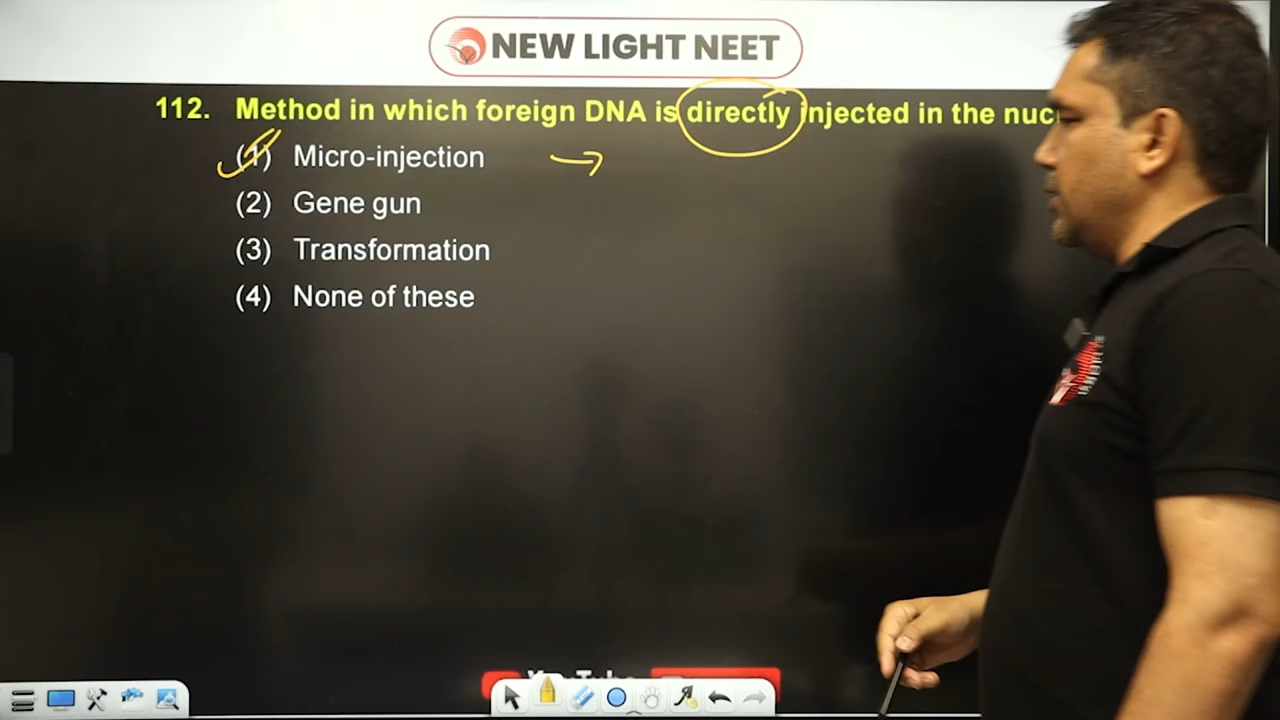 NEW LIGHT NEET
112. Method in which foreign DNA is directly injected in the
(1) Micro-injection
(2) Gene gun
(3) Transformation
(4) None of these